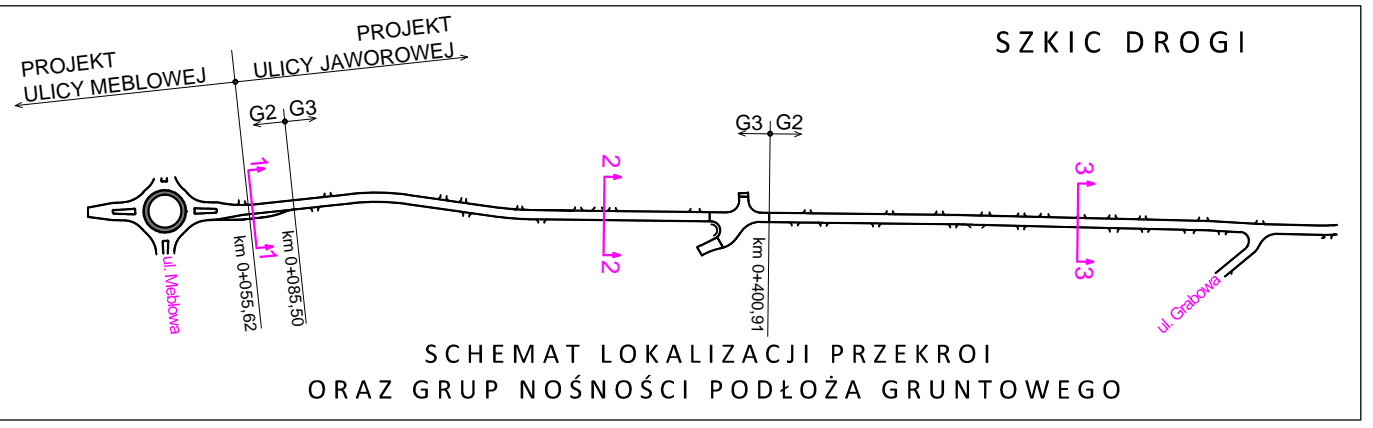 SZKIC DROGI
PROJEKT
ULICY MEBLOWEJ
PROJEKT
ULICY JAWOROWEJ
G2 G3
G3 G2
1
1
2
2
3
3
ul. Meblowa
km 0+055,62
km 0+085,50
km 0+400,91
ul. Grabowa
SCHEMAT LOKALIZACJI PRZEKROI
ORAZ GRUP NOŚNOŚCI PODŁOŻA GRUNTOWEGO